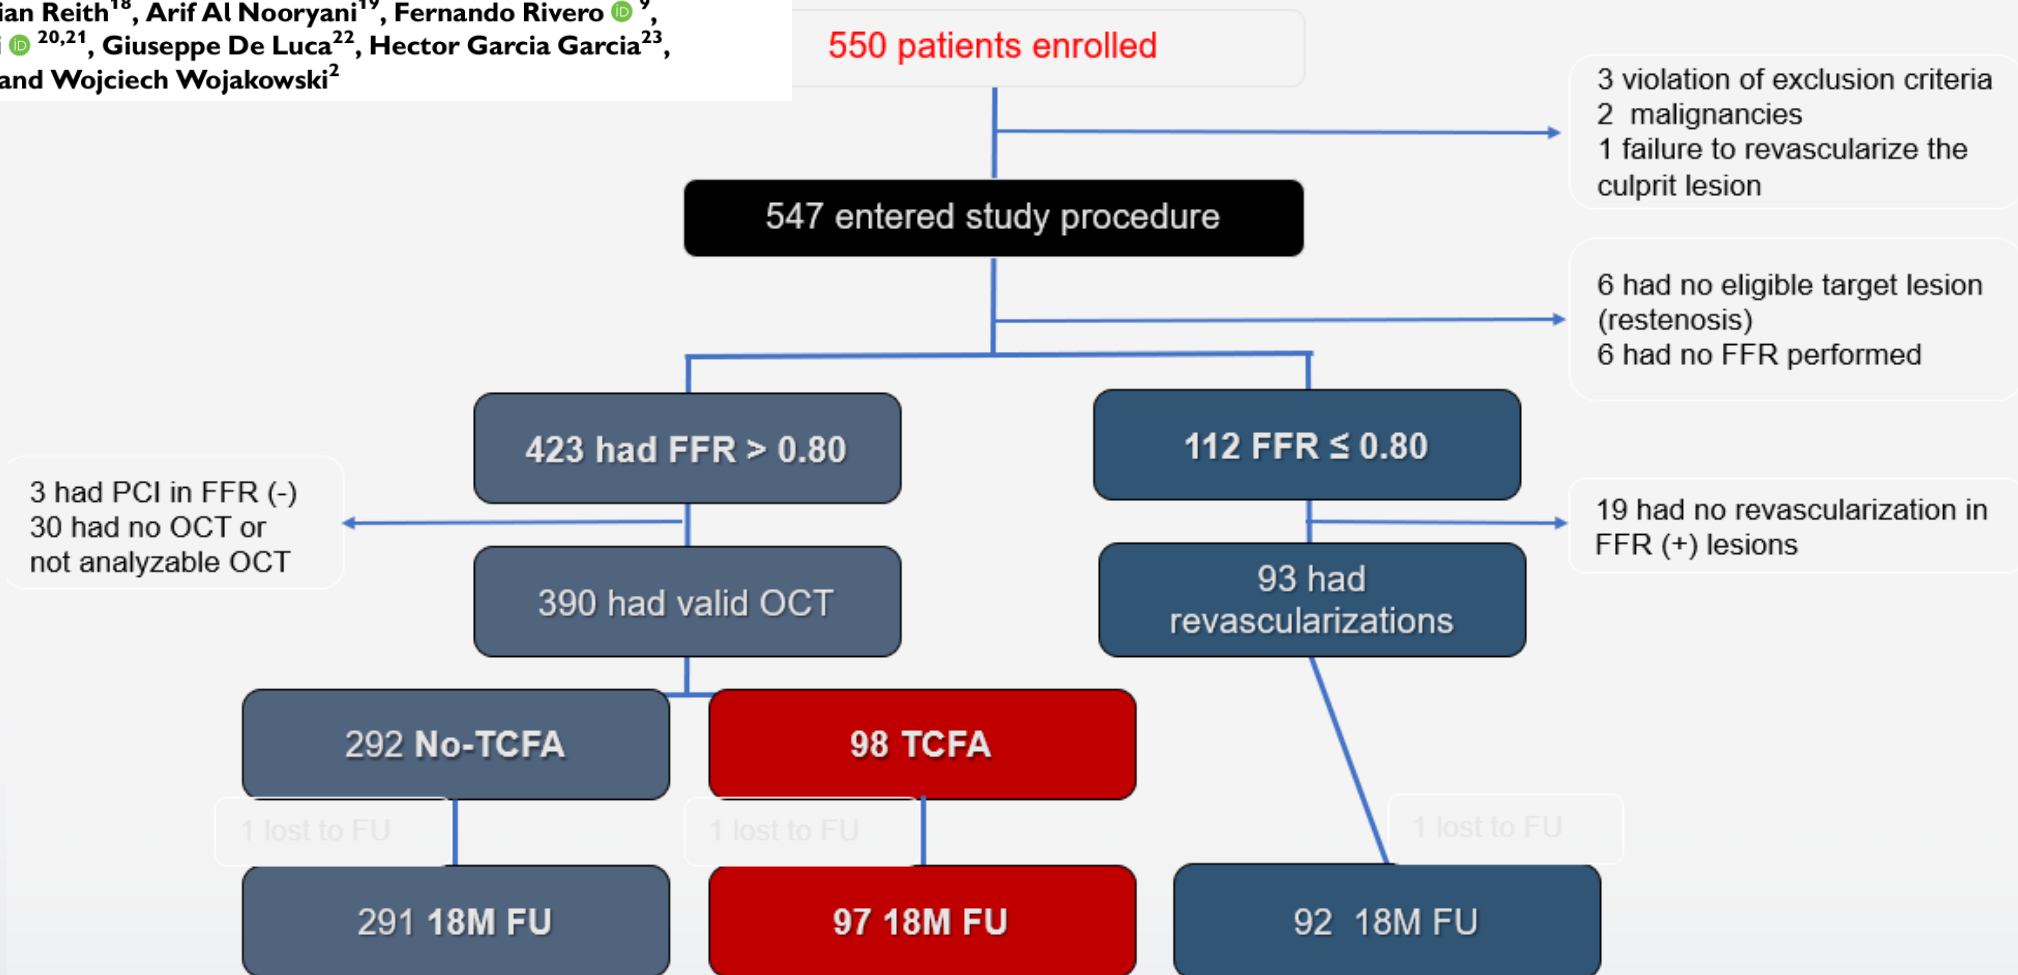 ian Reith18, Arif Al Nooryani19, Fernando Rivero iD 9,
i iD 20,21, Giuseppe De Luca22, Hector Garcia Garcia23,
and Wojciech Wojakowski2
550 patients enrolled
3 violation of exclusion criteria
2 malignancies
1 failure to revascularize the
culprit lesion
547 entered study procedure
6 had no eligible target lesion
(restenosis)
6 had no FFR performed
423 had FFR > 0.80
112 FFR ≤ 0.80
3 had PCI in FFR (-)
30 had no OCT or
not analyzable OCT
19 had no revascularization in
FFR (+) lesions
390 had valid OCT
93 had
revascularizations
292 No-TCFA
98 TCFA
1 lost to FU
1 lost to FU
1 lost to FU
291 18M FU
97 18M FU
92 18M FU